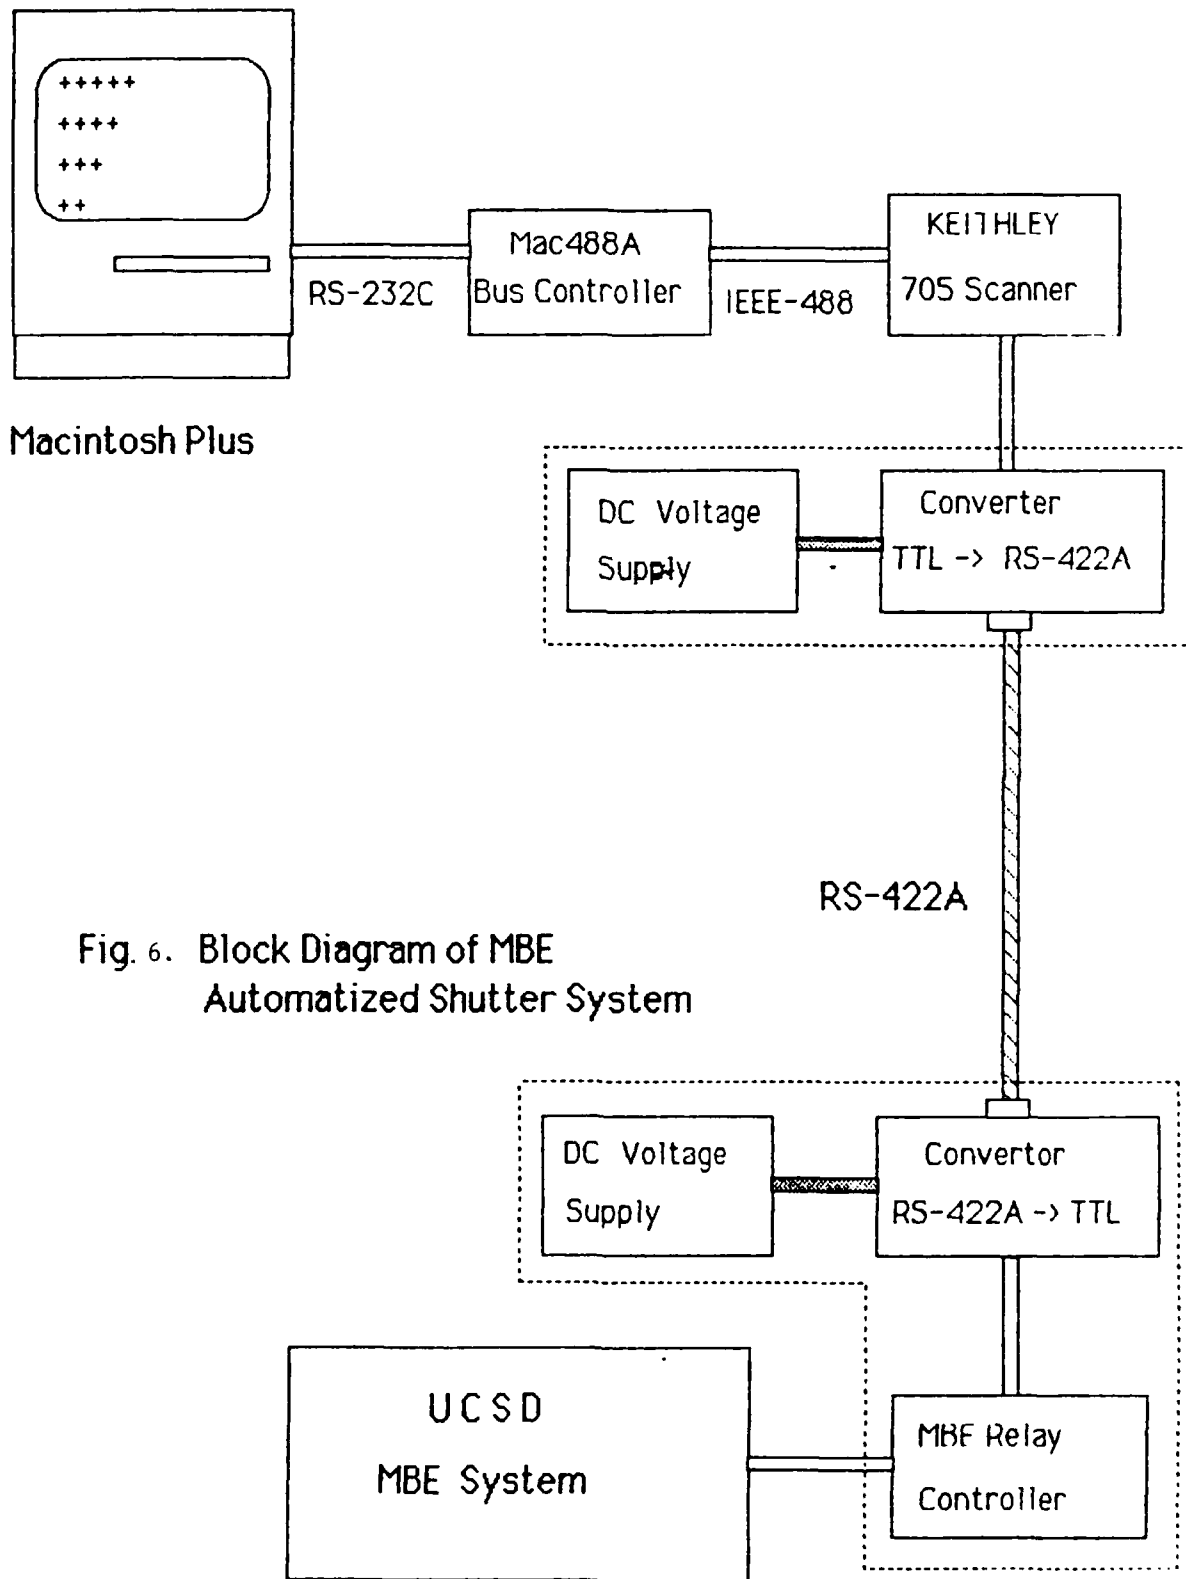 +++++
++++
+++
++
Macintosh Plus
RS-232C
Mac488A
Bus Controller
IEEE-488
KEITHLEY
705 Scanner
DC Voltage
Supply
Converter
TTL -> RS-422A
RS-422A
Fig. 6. Block Diagram of MBE
Automatized Shutter System
DC Voltage
Supply
Convertor
RS-422A -> TTL
UCSD
MBE System
MBE Relay
Controller